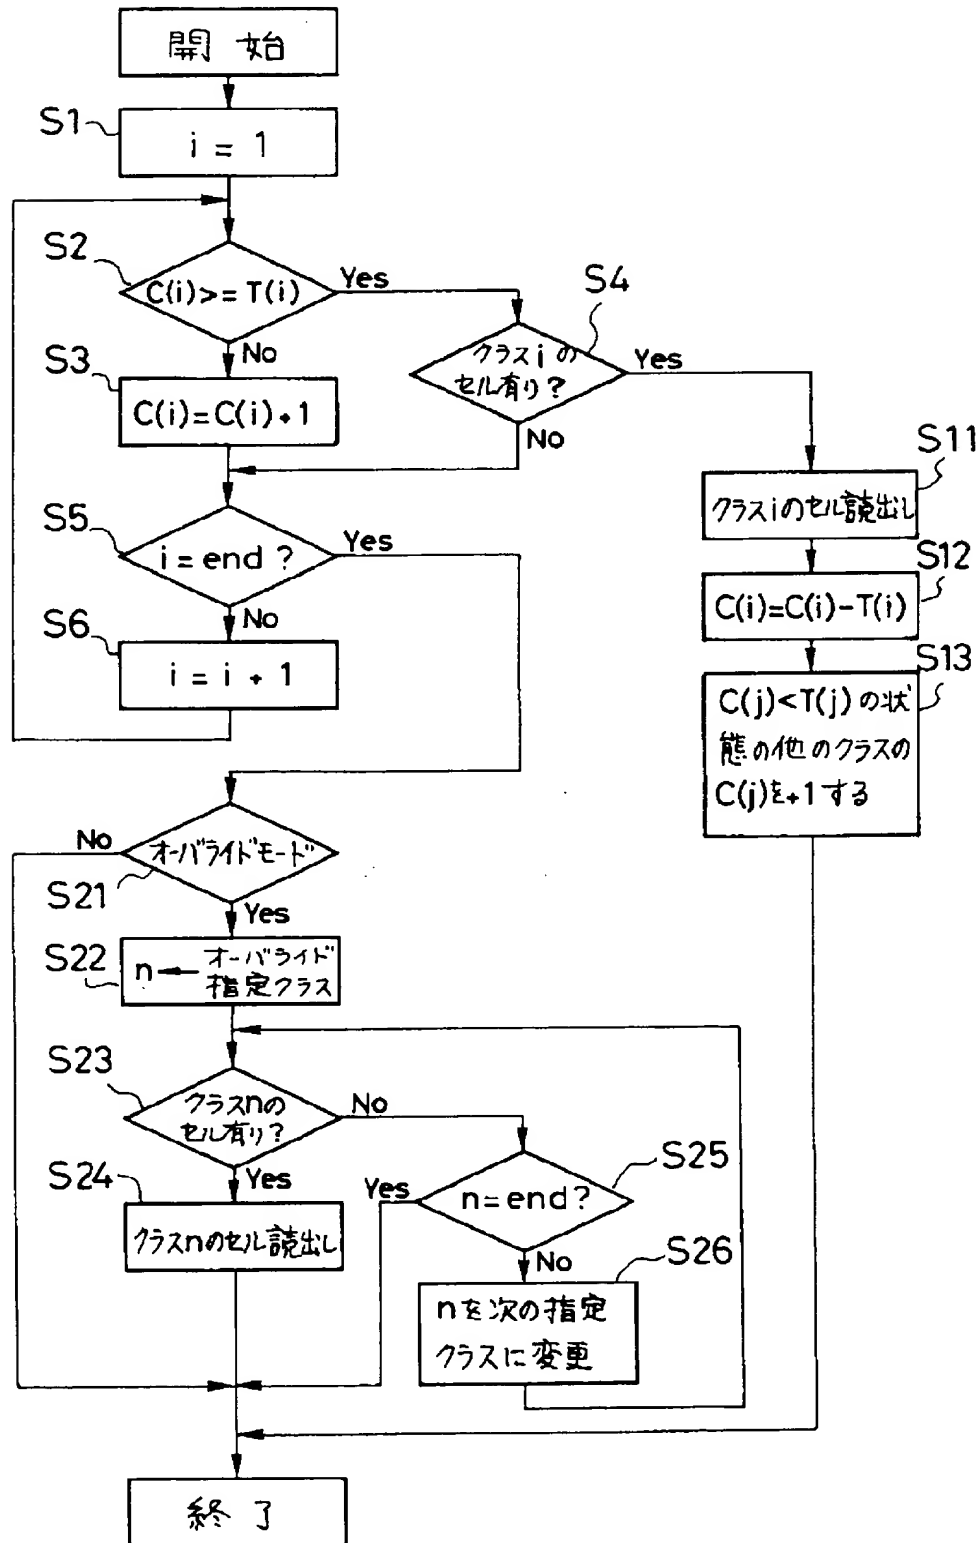 開始
S1
i = 1
S2
C(i)>=T(i)
Yes
No
S3
C(i)=C(i)+1
S4
クラスiの
セル有り?
Yes
No
S5
i=end?
Yes
No
S6
i = i + 1
S11
クラスiのセル読出し
S12
C(i)=C(i)-T(i)
S13
C(j)<T(j)の状
態の他のクラスの
C(j)を+1する
オーバライドモード
No
S21
Yes
S22
n← オーバライド
指定クラス
S23
クラスnの
セル有り?
No
Yes
S24
クラスnのセル読出し
S25
n=end?
Yes
No
S26
nを次の指定
クラスに変更
終了